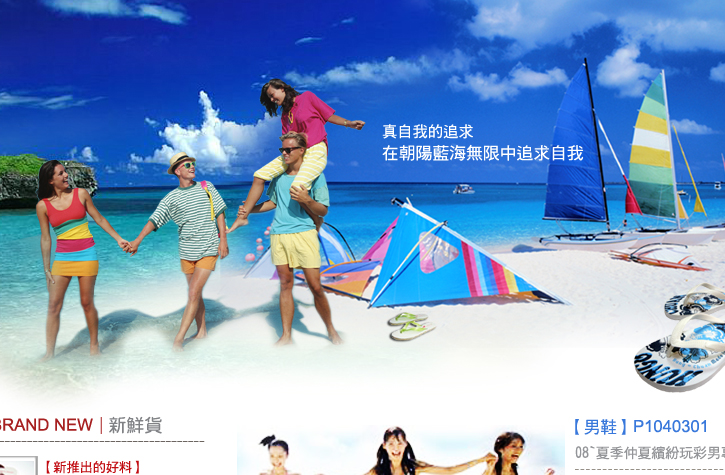 真自我的追求
在朝陽藍海無限中追求自我
BRAND NEW | 新鮮貨
【新推出的好料】
【男鞋】P1040301
08~夏季仲夏繽紛玩彩男